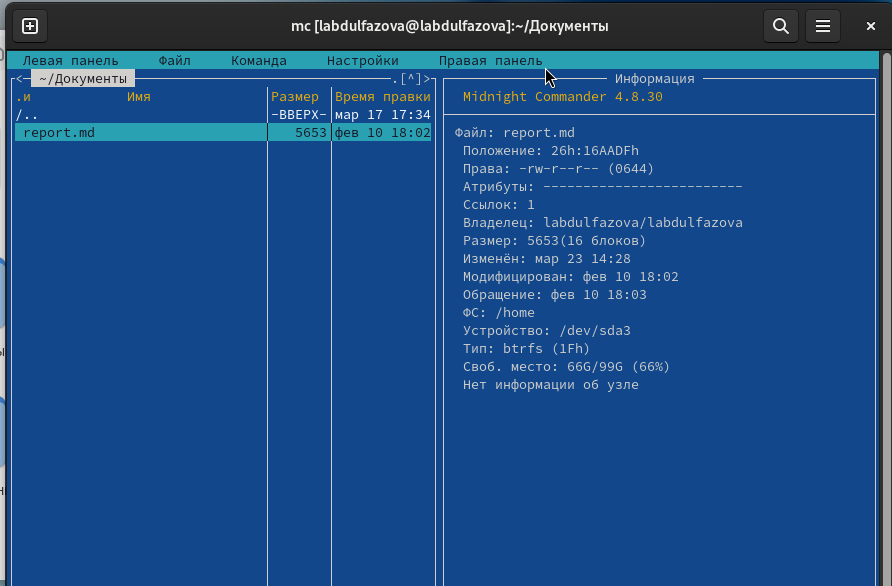 mc [labdulfazova@labdulfazova]:~/Документы
Левая панель Файл Команда Настройки Правая панель
<─ ~/Документы .[^]>
.и Имя Размер Время правки
/.. -ВВЕРХ- мар 17 17:34
report.md 5653 фев 10 18:02
Информация
Midnight Commander 4.8.30
Файл: report.md
Положение: 26h:16AADFh
Права: -rw-r--r-- (0644)
Атрибуты: -------------------------
Ссылок: 1
Владелец: labdulfazova/labdulfazova
Размер: 5653(16 блоков)
Изменён: мар 23 14:28
Модифицирован: фев 10 18:02
Обращение: фев 10 18:03
ФС: /home
Устройство: /dev/sda3
Тип: btrfs (1Fh)
Своб. место: 66G/99G (66%)
Нет информации об узле